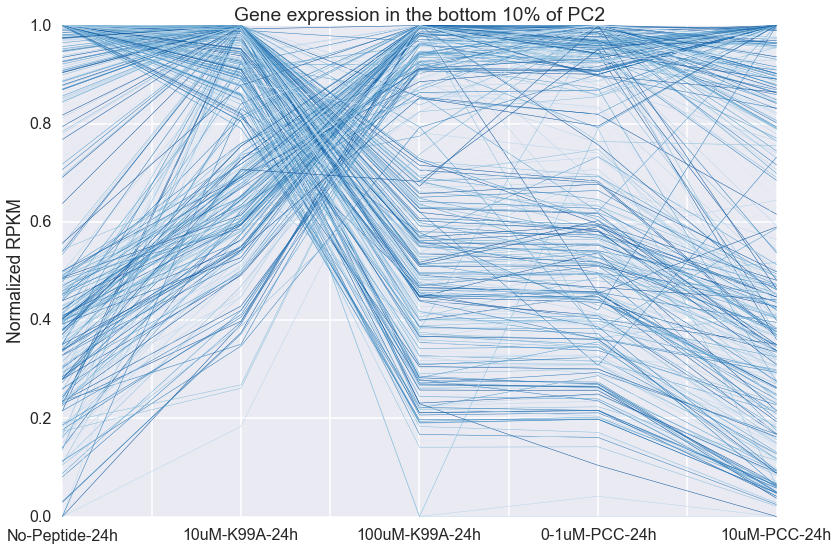 Gene expression in the bottom 10% of PC2
Normalized RPKM
1.0
0.8
0.6
0.4
0.2
0.0
No-Peptide-24h 10uM-K99A-24h 100uM-K99A-24h 0-1uM-PCC-24h 10uM-PCC-24h